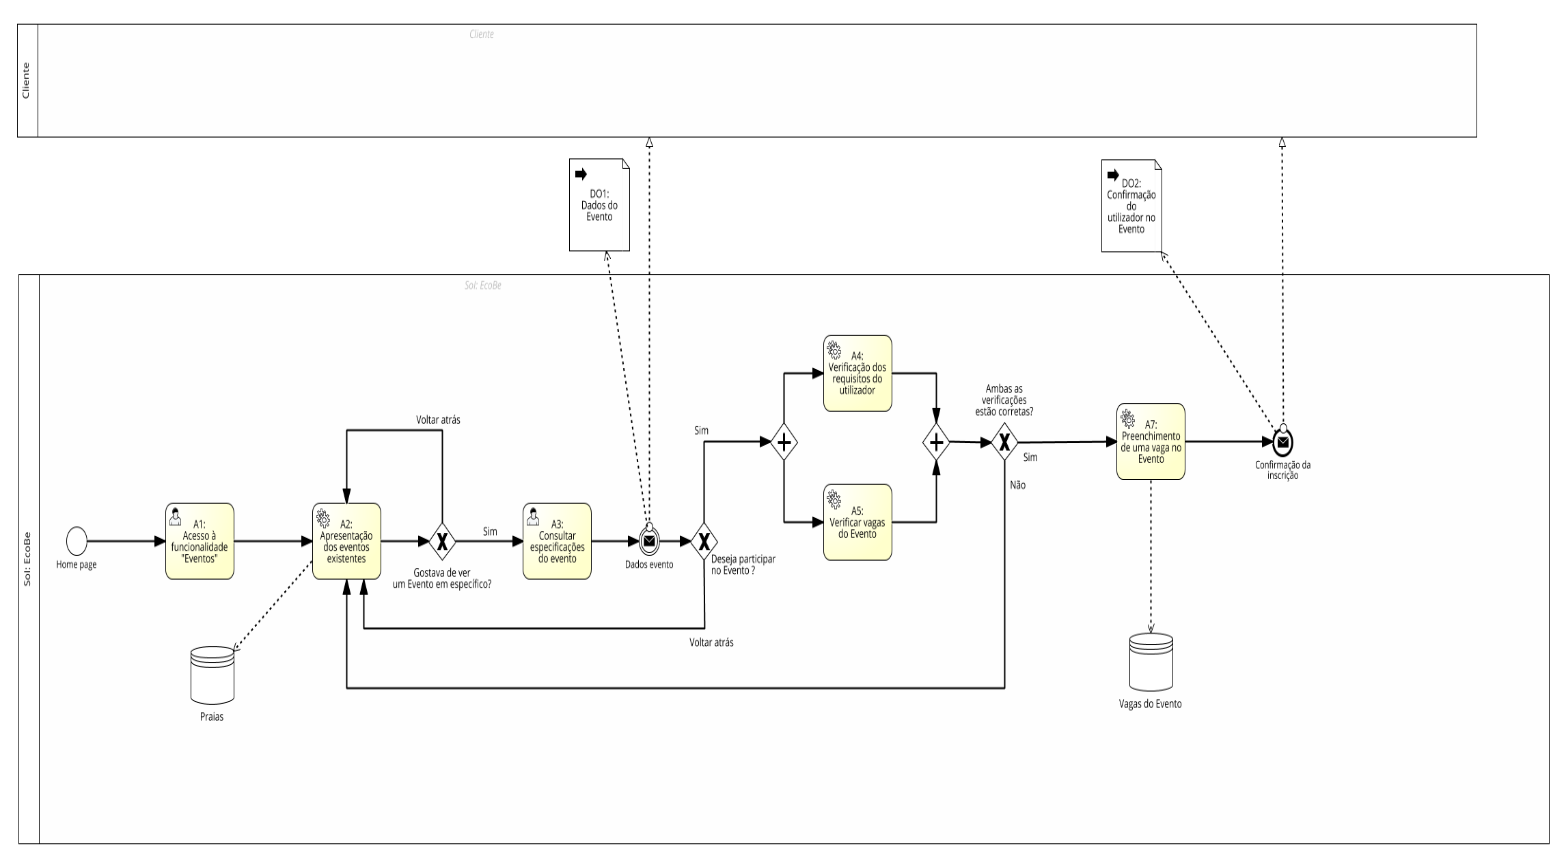 Cliente
Cliente
DO1:
Dados do
Evento
DO2:
Confirmação
do
utilizador no
Evento
Sol: EcoBe
Sol: EcoBe
Home page
A1:
Acesso à
funcionalidade
"Eventos"
A2:
Apresentação
dos eventos
existentes
Praias
Voltar atrás
Gostava de ver
um Evento em específico?
Sim
A3:
Consultar
especificações
do evento
Dados evento
Deseja participar
no Evento ?
Voltar atrás
Sim
A4:
Verificação dos
requisitos do
utilizador
A5:
Verificar vagas
do Evento
Ambas as
verificações
estão corretas?
Sim
Não
A7:
Preenchimento
de uma vaga no
Evento
Vagas do Evento
Confirmação da
inscrição